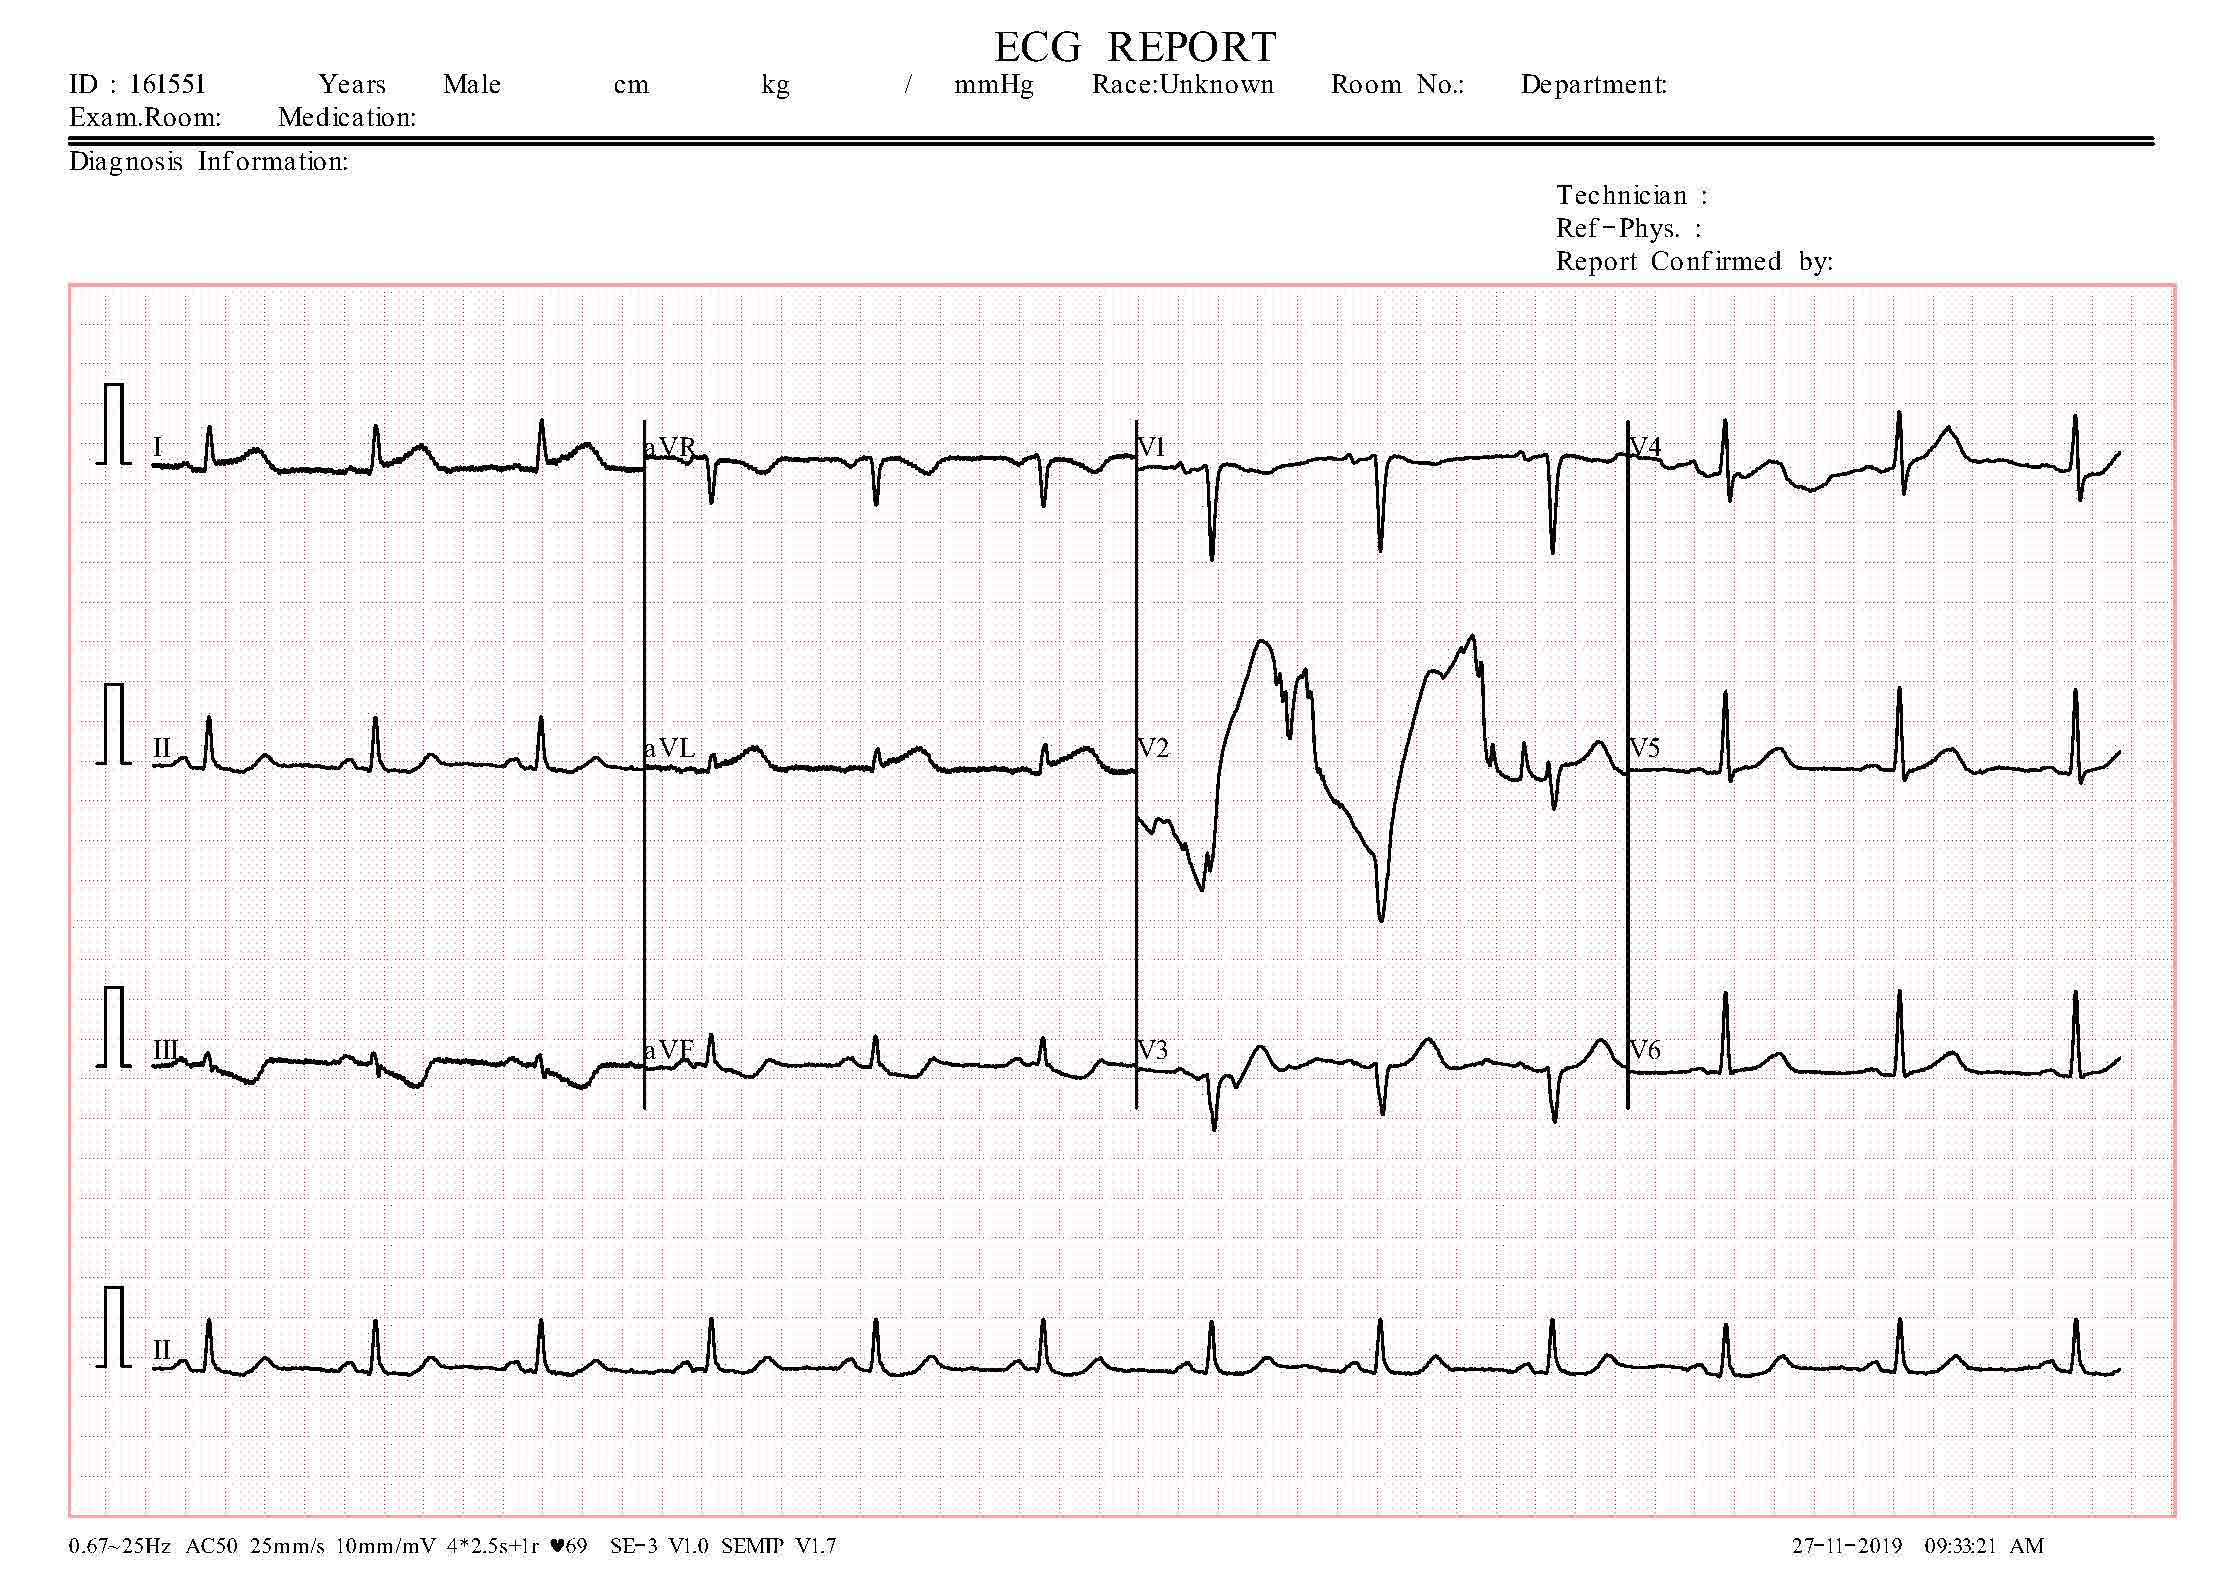 ECG REPORT
ID : 161551 Years Male cm kg / mmHg Race:Unknown Room No.: Department:
Exam.Room: Medication:
Diagnosis Information:
Technician :
Ref-Phys. :
Report Confirmed by:
I aVR V1 V4
II aVL V2 V5
III aVF V3 V6
II
0.67~25Hz AC50 25mm/s 10mm/mV 4*2.5s+1r ♥69 SE-3 V1.0 SEMIP V1.7 27-11-2019 09:33:21 AM